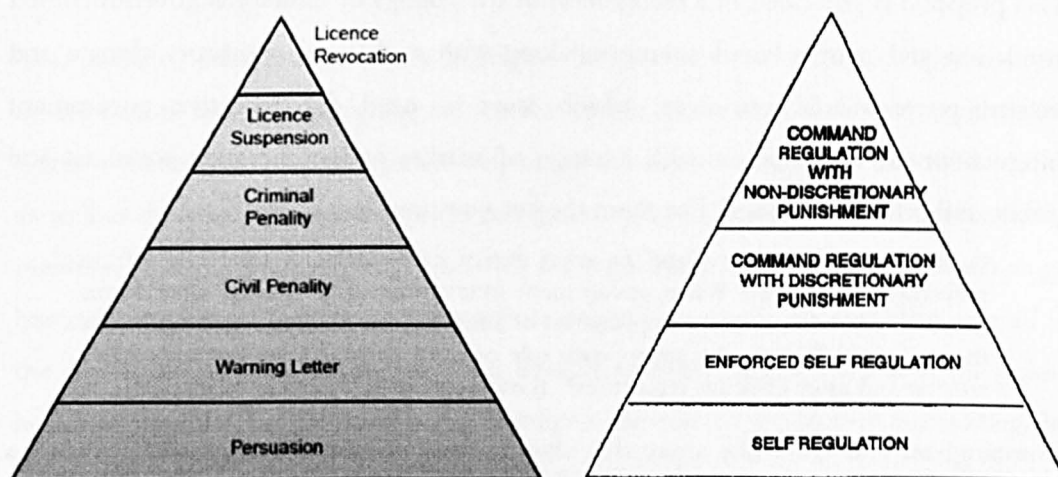 Licence
Revocation
Licence
Suspension
Criminal
Penality
Civil Penality
Warning Letter
Persuasion
COMMAND
REGULATION
WITH
NON-DISCRETIONARY
PUNISHMENT
COMMAND REGULATION
WITH DISCRETIONARY
PUNISHMENT
ENFORCED SELF REGULATION
SELF REGULATION